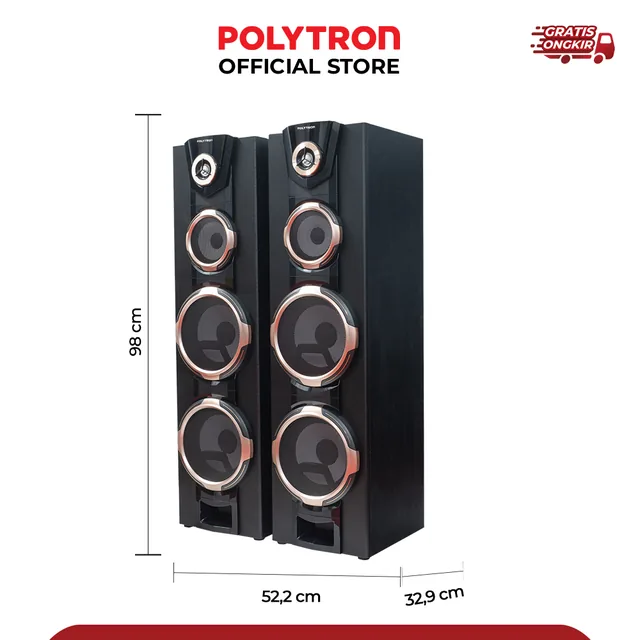 POLYTRON
OFFICIAL STORE
GRATIS
ONGKIR
POLYTRON
POLYTRON
98 cm
52,2 cm
32,9 cm